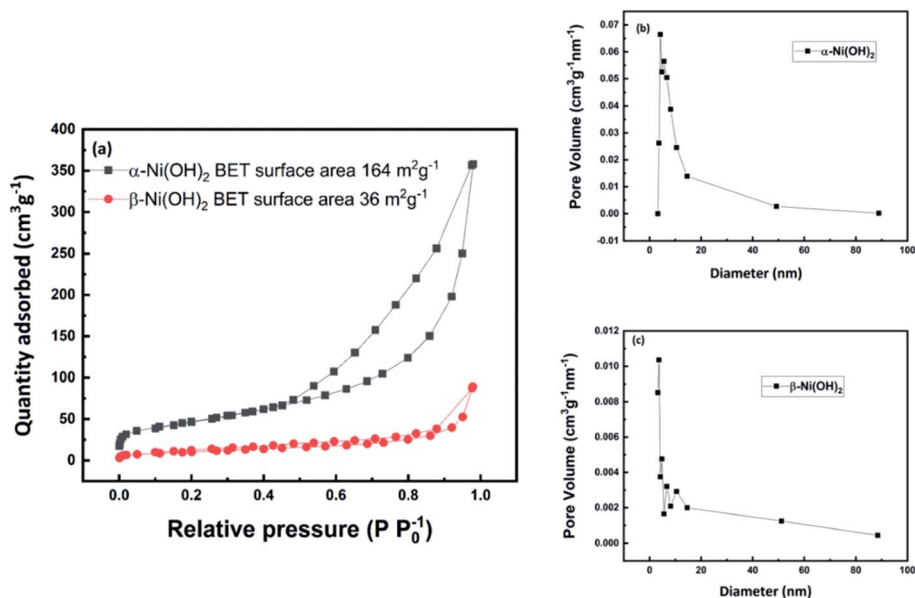 (a)
α-Ni(OH)₂ BET surface area 164 m²g⁻¹
β-Ni(OH)₂ BET surface area 36 m²g⁻¹
400
350
300
250
200
150
100
50
0
Quantity adsorbed (cm³g⁻¹)
0.0 0.2 0.4 0.6 0.8 1.0
Relative pressure (P P₀⁻¹)
(b)
α-Ni(OH)₂
0.07
0.06
0.05
0.04
0.03
0.02
0.01
0.00
-0.01
Pore Volume (cm³g⁻¹nm⁻¹)
0 20 40 60 80 100
Diameter (nm)
(c)
β-Ni(OH)₂
0.012
0.010
0.008
0.006
0.004
0.002
0.000
Pore Volume (cm³g⁻¹nm⁻¹)
0 20 40 60 80 100
Diameter (nm)